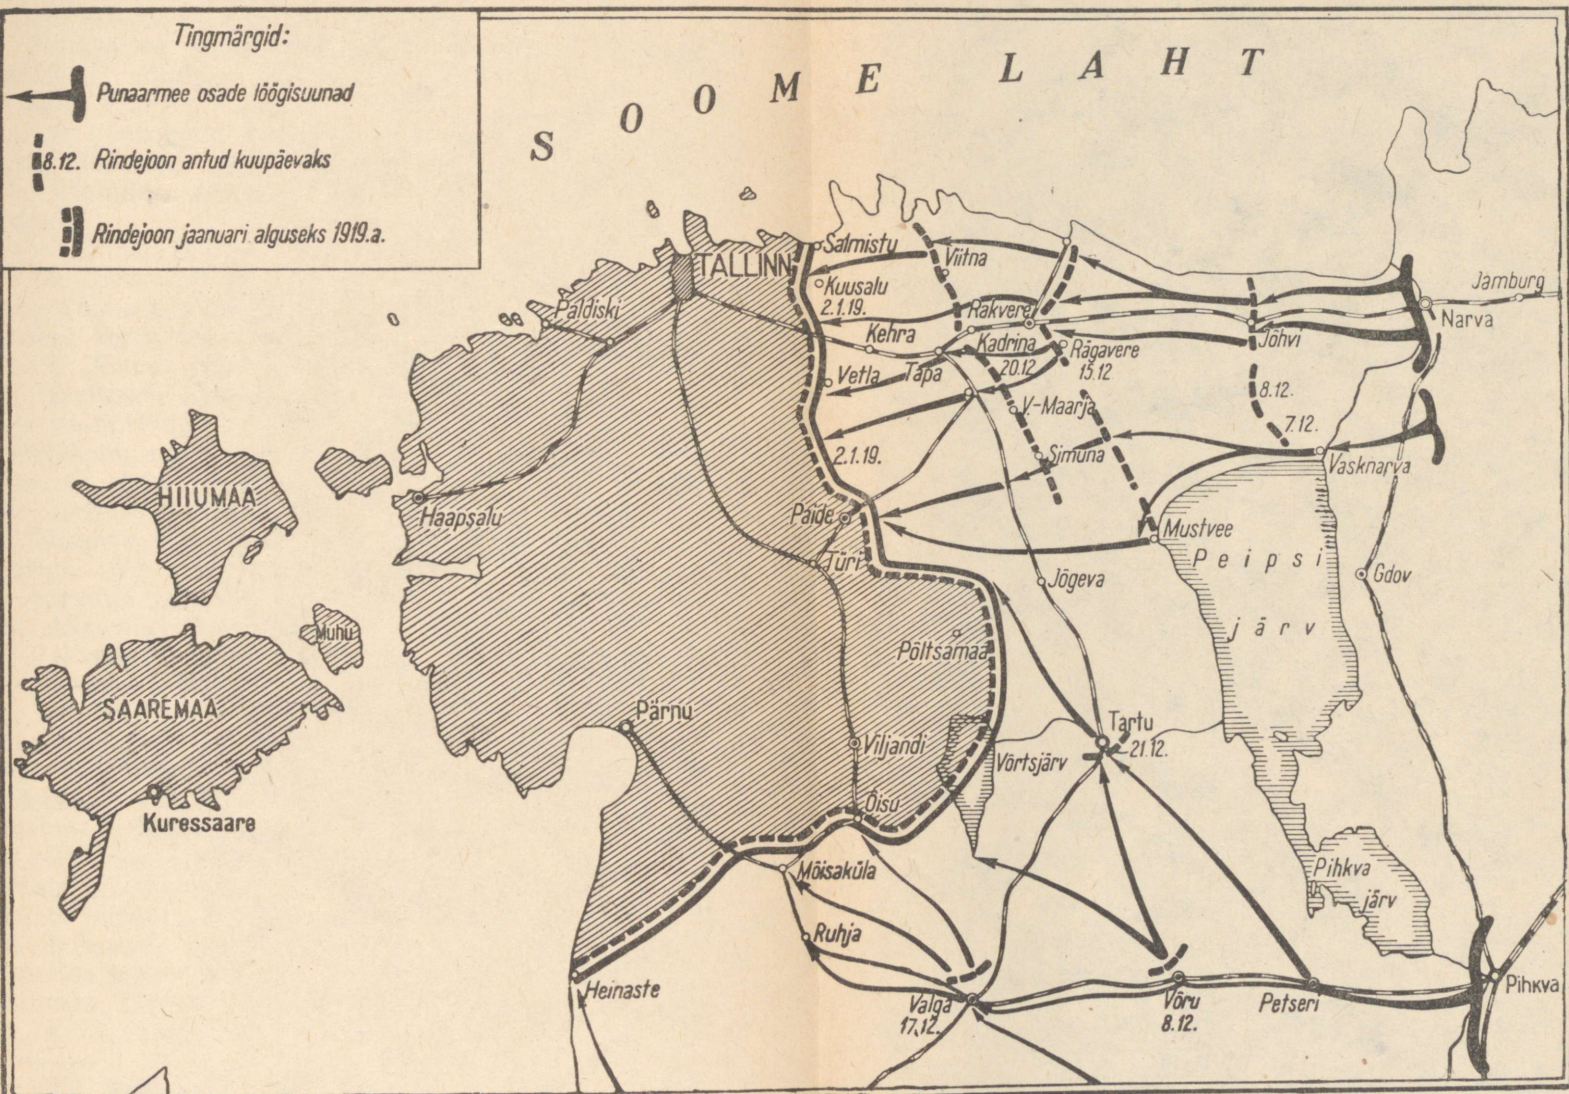 Tingmärgid:
Punaarmee osade löögisuunad
8.12. Rindejoon antud kuupäevaks
Rindejoon jaanuari alguseks 1919.a.
SOOME LAHT
Salmistu
TALLINN
Viitna
Kuusalu
2.1.19.
Paldiski
Rakvere
Jamburg
Narva
Kehra
Kadrina
20.12
Rägavere
15.12
Jõhvi
Vetla
Tapa
8.12.
V.-Maarja
7.12.
2.1.19.
Simuna
Vasknarva
HIIUMAA
Haapsalu
Paide
Mustvee
Türi
Peipsi
järv
Jõgeva
Gdov
Muhu
Põltsamaa
SAAREMAA
Pärnu
Tartu
21.12.
Viljandi
Võrtsjärv
Õisu
Kuressaare
Mõisaküla
Pihkva
järv
Ruhja
Heinaste
Valga
17.12.
Võru
8.12.
Petseri
Pihkva